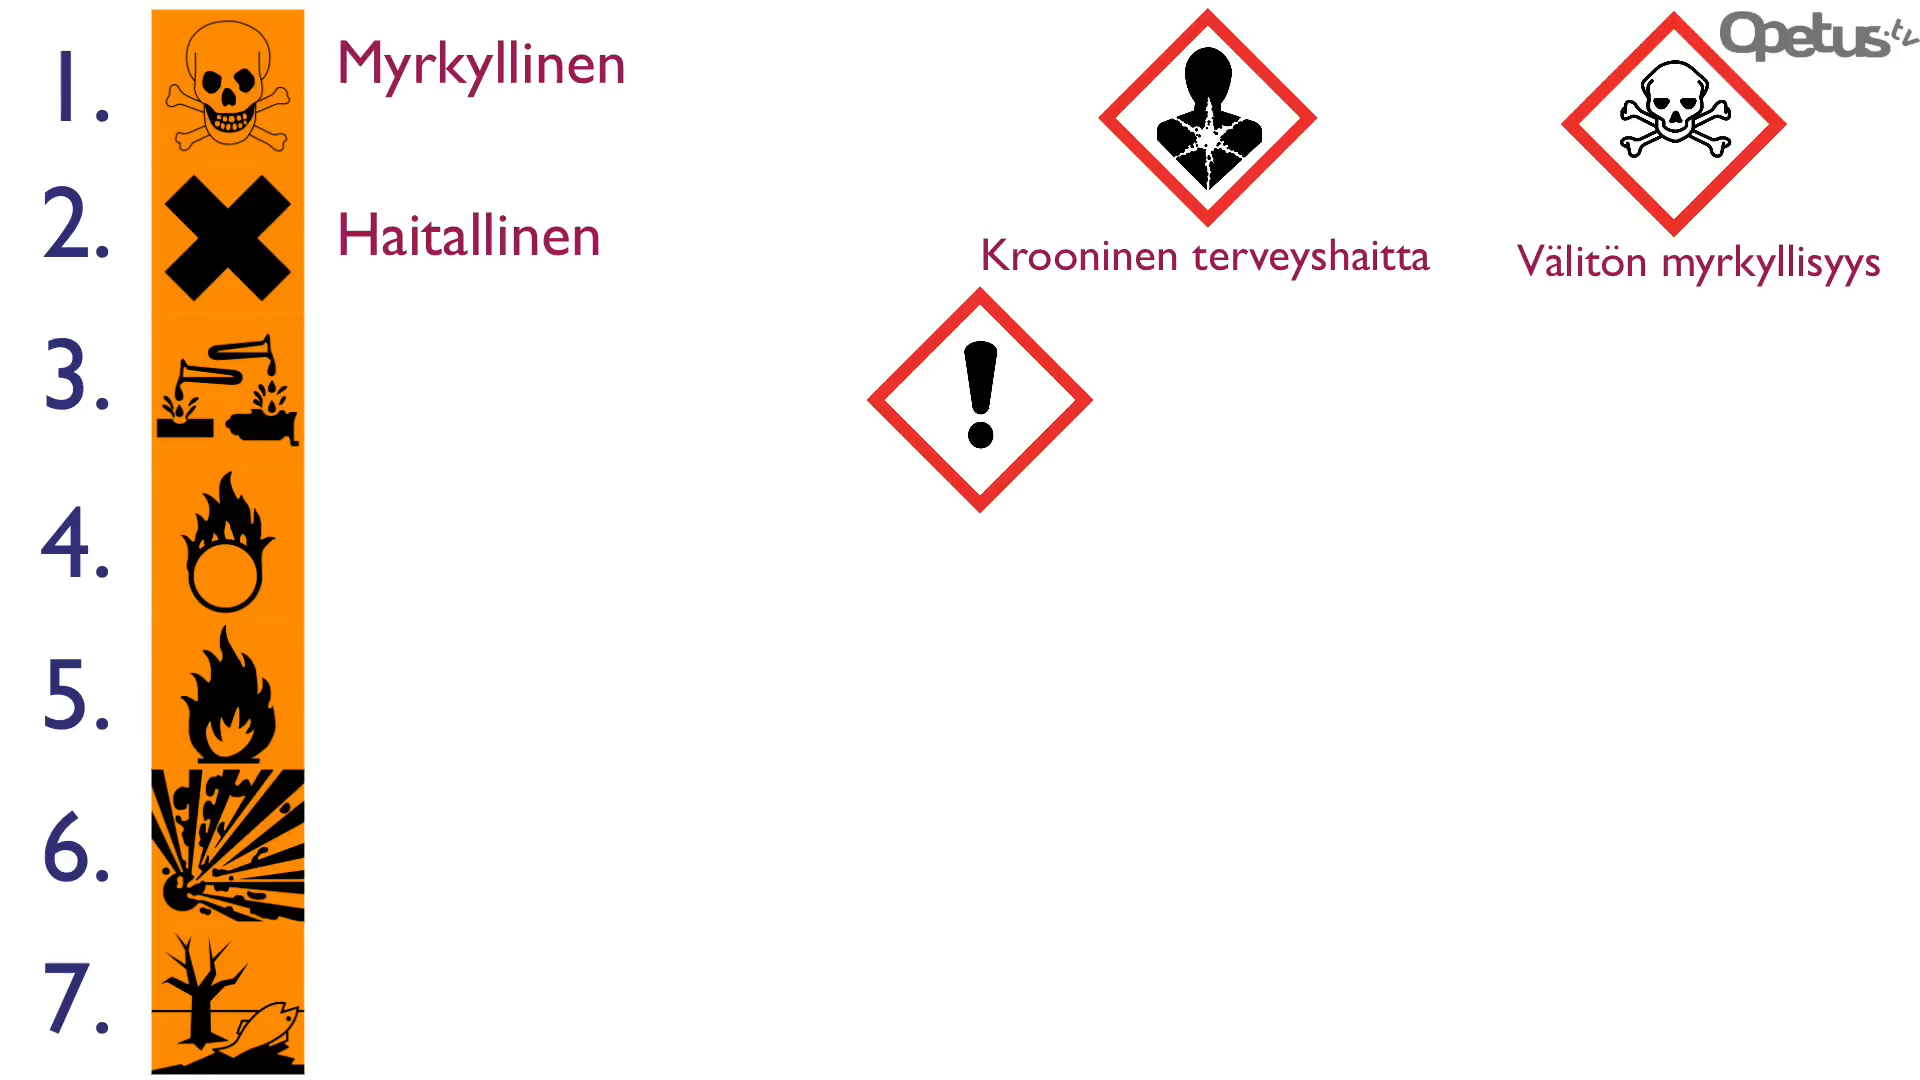 Opetus.tv
1. Myrkyllinen
2. Haitallinen
Krooninen terveyshaitta
Välitön myrkyllisyys
3.
4.
5.
6.
7.